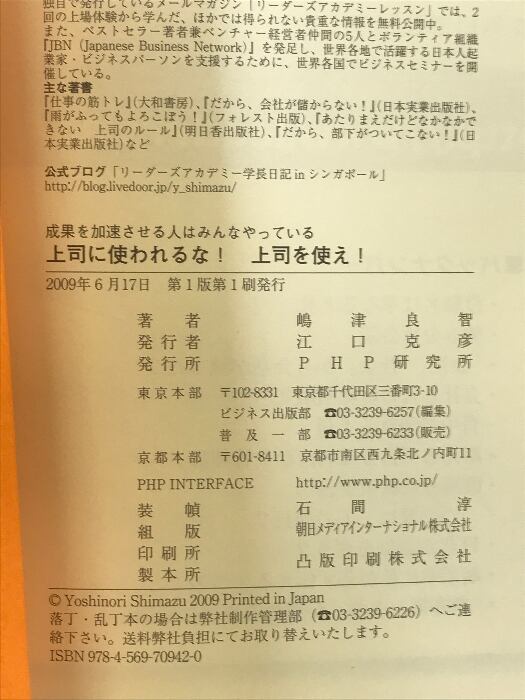 独自で発行しているメールマガジン「リーダーズアカデミーレッスン」では、2
回の上場体験から学んだ、ほかでは得られない貴重な情報を無料公開中。
また、ベストセラー著者兼ベンチャー経営者仲間の5人とボランティア組織
『JBN (Japanese Business Network)』を発足し、世界各地で活躍する日本人起
業家・ビジネスパーソンを支援するために、世界各国でビジネスセミナーを開
催している。
主な著書
『仕事の筋トレ』(大和書房)、『だから、会社が儲からない!』(日本実業出版社)、
『雨がふってもよろこぼう!』(フォレスト出版)、『あたりまえだけどなかなかで
きない 上司のルール』(明日香出版社)、『だから、部下がついてこない!』(日
本実業出版社)など
公式ブログ「リーダーズアカデミー学長日記 in シンガポール」
http://blog.livedoor.jp/y_shimazu/
成果を加速させる人はみんなやっている
上司に使われるな! 上司を使え!
2009年6月17日 第1版第1刷発行
著者 嶋津良智
発行者 江口克彦
発行所 PHP研究所
東京本部 〒102-8331 東京都千代田区三番町3-10
ビジネス出版部 ☎03-3239-6257(編集)
普及一部 ☎03-3239-6233(販売)
京都本部 〒601-8411 京都市南区西九条北ノ内町11
PHP INTERFACE http://www.php.co.jp/
装幀 石間淳
組版 朝日メディアインターナショナル株式会社
印刷所
製本所 凸版印刷株式会社
© Yoshinori Shimazu 2009 Printed in Japan
落丁・乱丁本の場合は弊社制作管理部(☎03-3239-6226)へご連
絡下さい。送料弊社負担にてお取り替えいたします。
ISBN 978-4-569-70942-0